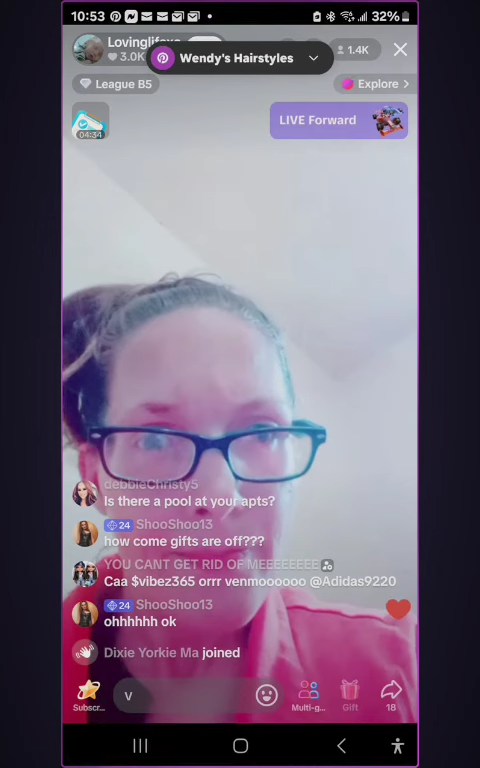 10:53
32%
Wendy's Hairstyles
3.0K
1.4K
League B5
Explore >
04:34
LIVE Forward
debbieChristy5
Is there a pool at your apts?
24 ShooShoo13
how come gifts are off???
YOU CANT GET RID OF MEEEEEEEE
Caa $vibez365 orrr venmoooooo @Adidas9220
24 ShooShoo13
ohhhhhh ok
Dixie Yorkie Ma joined
V
Subscr...
Multi-g...
Gift
18